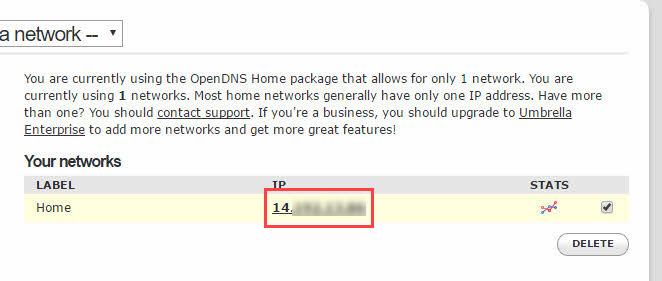 a network --
You are currently using the OpenDNS Home package that allows for only 1 network. You are
currently using 1 networks. Most home networks generally have only one IP address. Have more
than one? You should contact support. If you're a business, you should upgrade to Umbrella
Enterprise to add more networks and get more great features!
Your networks
LABEL IP STATS
Home 14.
DELETE